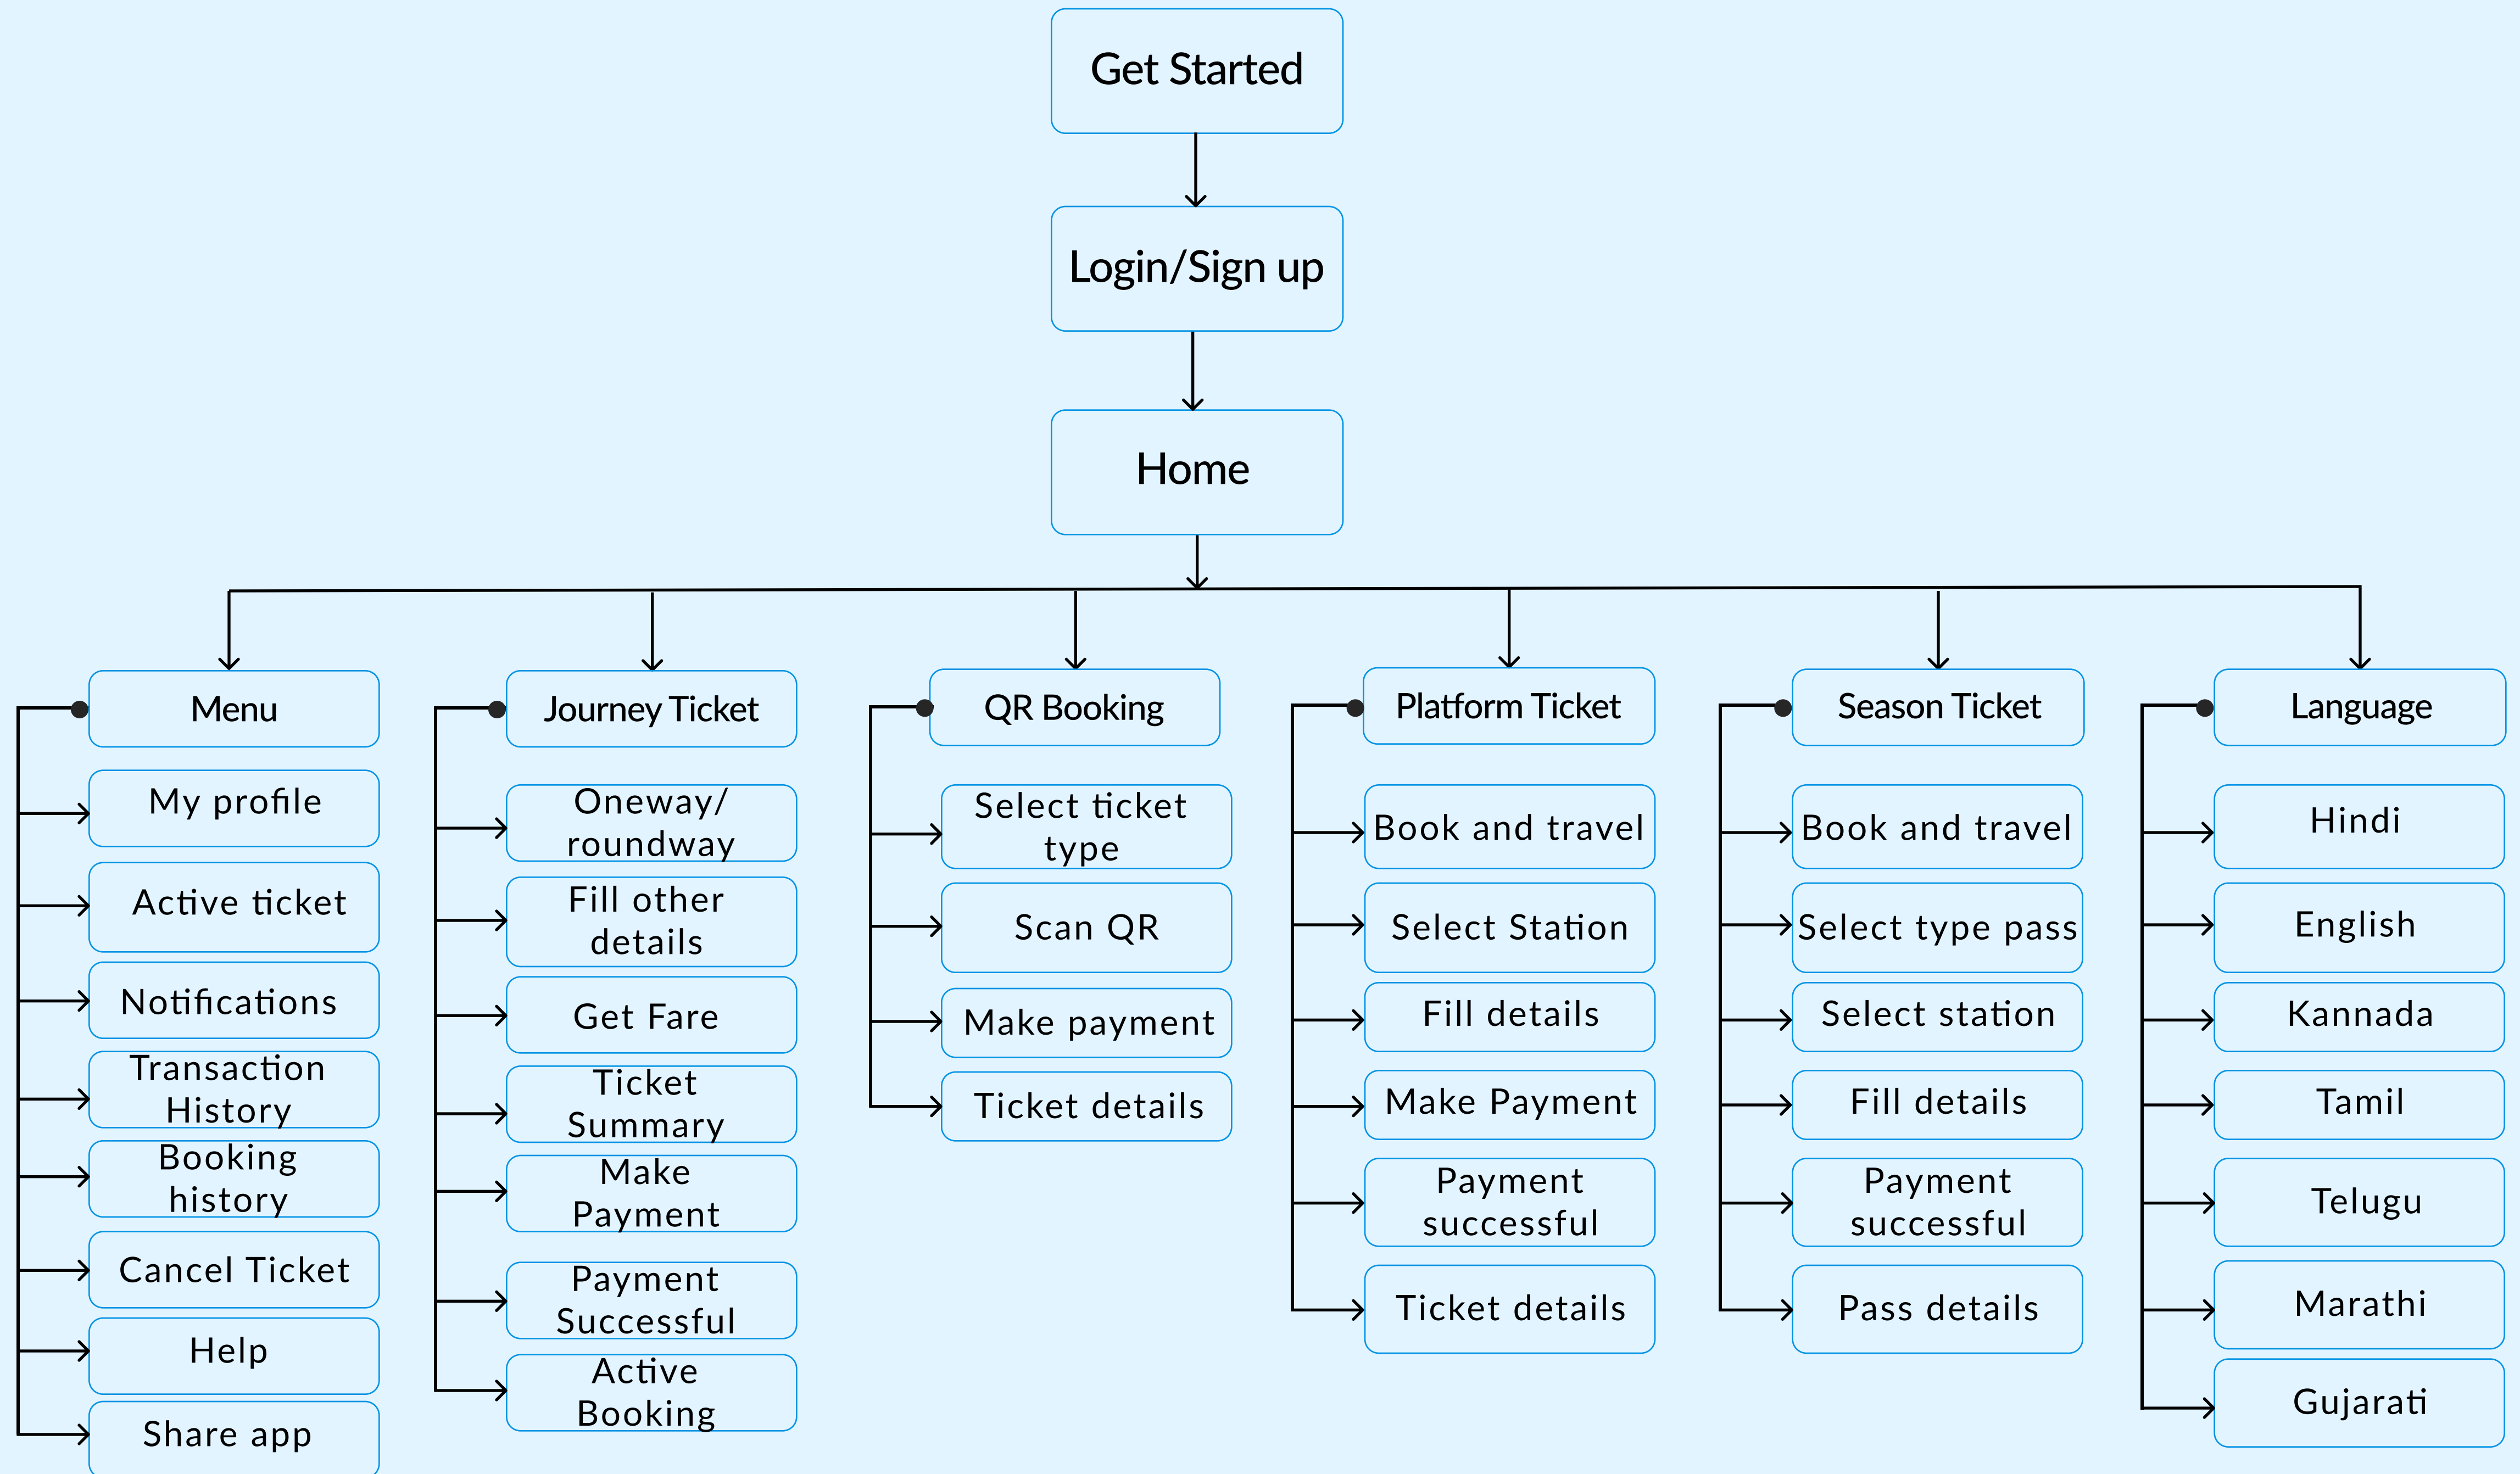 Get Started
Login/Sign up
Home
Menu
My profile
Active ticket
Notifications
Transaction
History
Booking
history
Cancel Ticket
Help
Share app
Journey Ticket
Oneway/
roundway
Fill other
details
Get Fare
Ticket
Summary
Make
Payment
Payment
Successful
Active
Booking
QR Booking
Select ticket
type
Scan QR
Make payment
Ticket details
Platform Ticket
Book and travel
Select Station
Fill details
Make Payment
Payment
successful
Ticket details
Season Ticket
Book and travel
Select type pass
Select station
Fill details
Payment
successful
Pass details
Language
Hindi
English
Kannada
Tamil
Telugu
Marathi
Gujarati